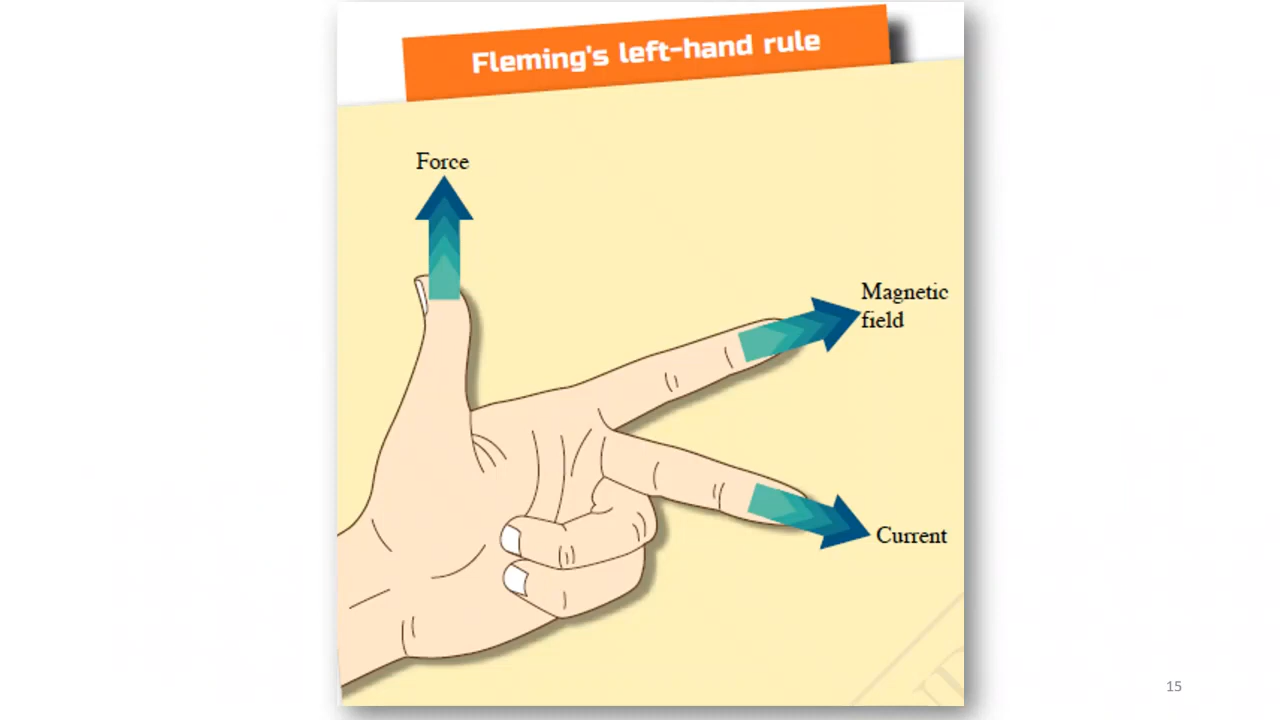 Fleming's left-hand rule
Force
Magnetic
field
Current
15